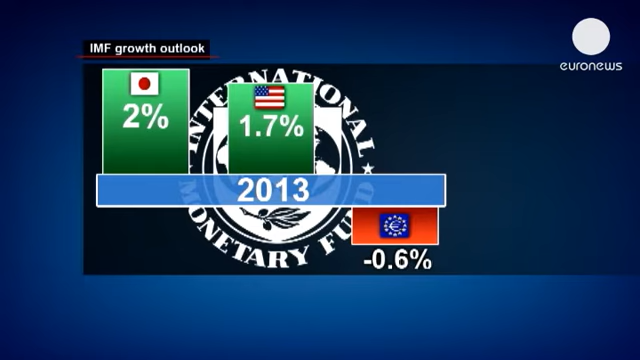 IMF growth outlook
euronews
2%
1.7%
INTERNATIONAL
2013
MONETARY FUND
€
-0.6%